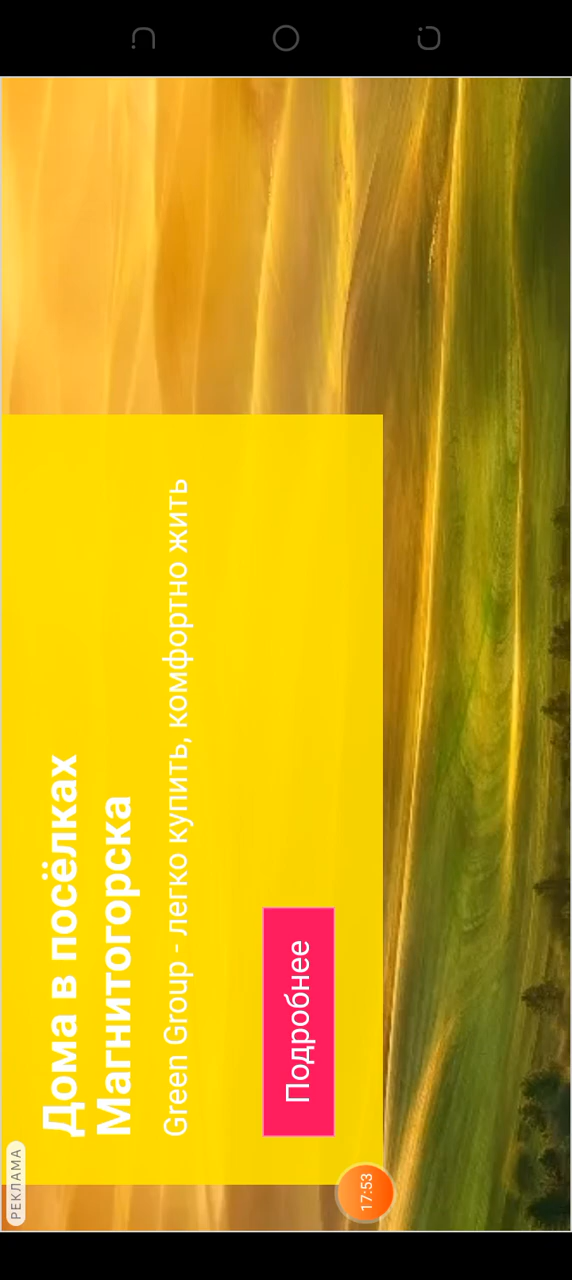 РЕКЛАМА
Дома в посёлках
Магнитогорска
Green Group - легко купить, комфортно жить
Подробнее
17:53